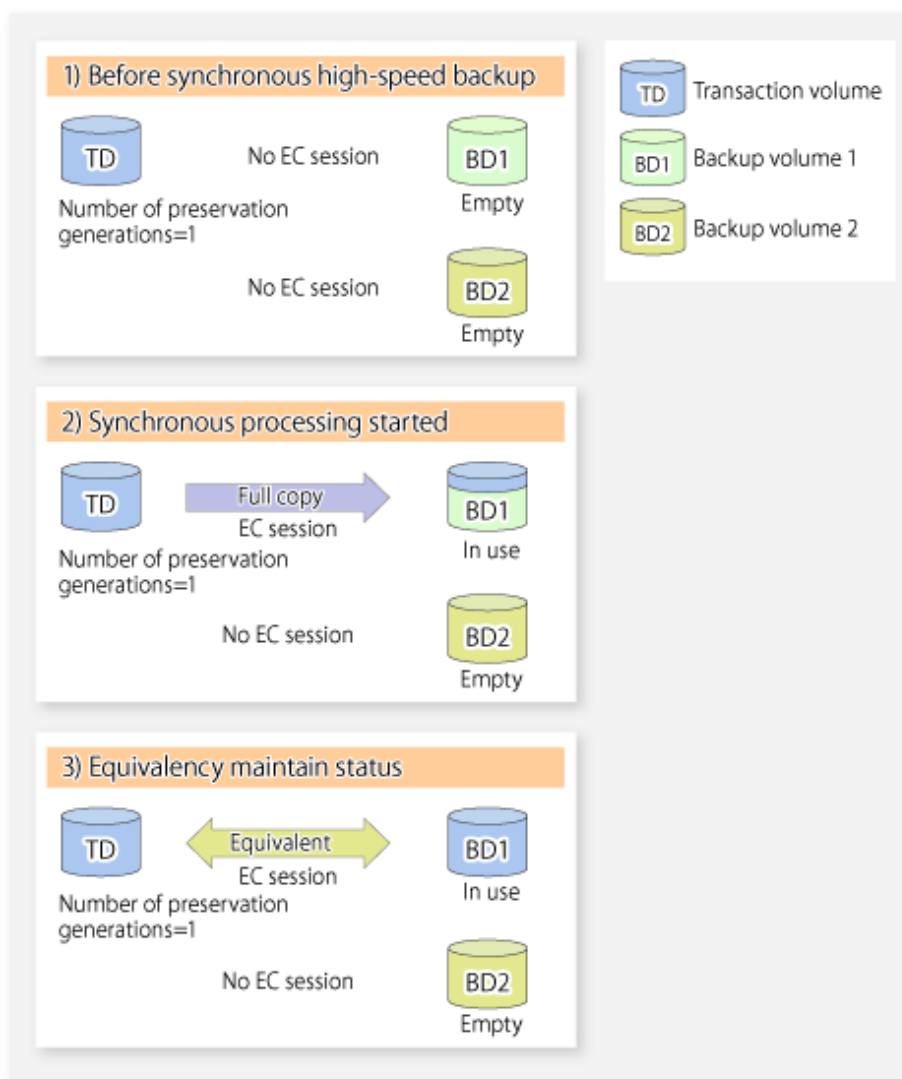 1) Before synchronous high-speed backup
TD
No EC session
BD1
Number of preservation
generations=1
Empty
No EC session
BD2
Empty
TD
Transaction volume
BD1
Backup volume 1
BD2
Backup volume 2
2) Synchronous processing started
TD
Full copy
EC session
BD1
In use
Number of preservation
generations=1
No EC session
BD2
Empty
3) Equivalency maintain status
TD
Equivalent
EC session
BD1
In use
Number of preservation
generations=1
No EC session
BD2
Empty